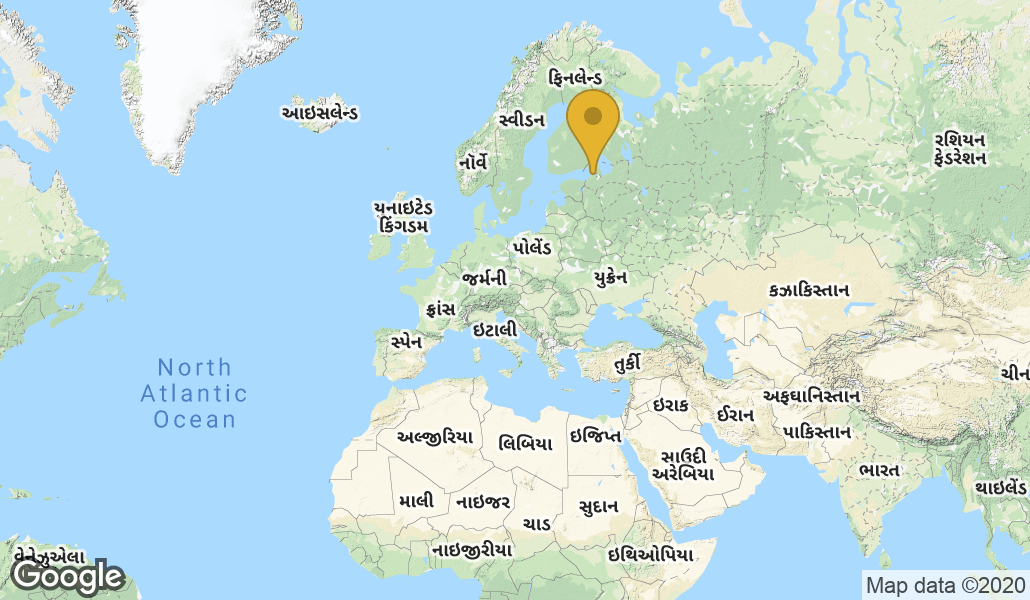 ફિનલેન્ડ
આઇસલેન્ડ
સ્વીડન
નૉર્વે
રશિયન
ફેડરેશન
યુનાઇટેડ
કિંગડમ
પોલેંડ
જર્મની
યુક્રેન
કઝાકિસ્તાન
ફ્રાંસ
ઇટાલી
સ્પેન
તુર્કી
North
Atlantic
Ocean
ચીન
અફઘાનિસ્તાન
ઇરાક
ઈરાન
પાકિસ્તાન
અલ્જીરિયા
લિબિયા
ઇજિપ્ત
સાઉદી
અરેબિયા
ભારત
થાઇલેંડ
માલી
નાઇજર
ચાડ
સુદાન
નાઇજીરીયા
ઇથિઓપિયા
વેનેઝુએલા
Google
Map data ©2020